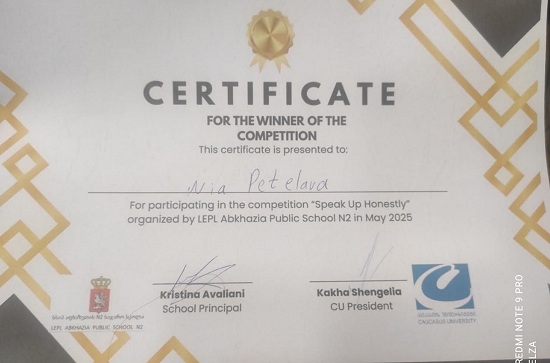 CERTIFICATE
FOR THE WINNER OF THE
COMPETITION
This certificate is presented to:
Nia Petelava
For participating in the competition “Speak Up Honestly”
organized by LEPL Abkhazia Public School N2 in May 2025
Kristina Avaliani
School Principal
Kakha Shengelia
CU President
LEPL ABKHAZIA PUBLIC SCHOOL N2
CAUCASUS UNIVERSITY
REDMI NOTE 9 PRO
ELZA